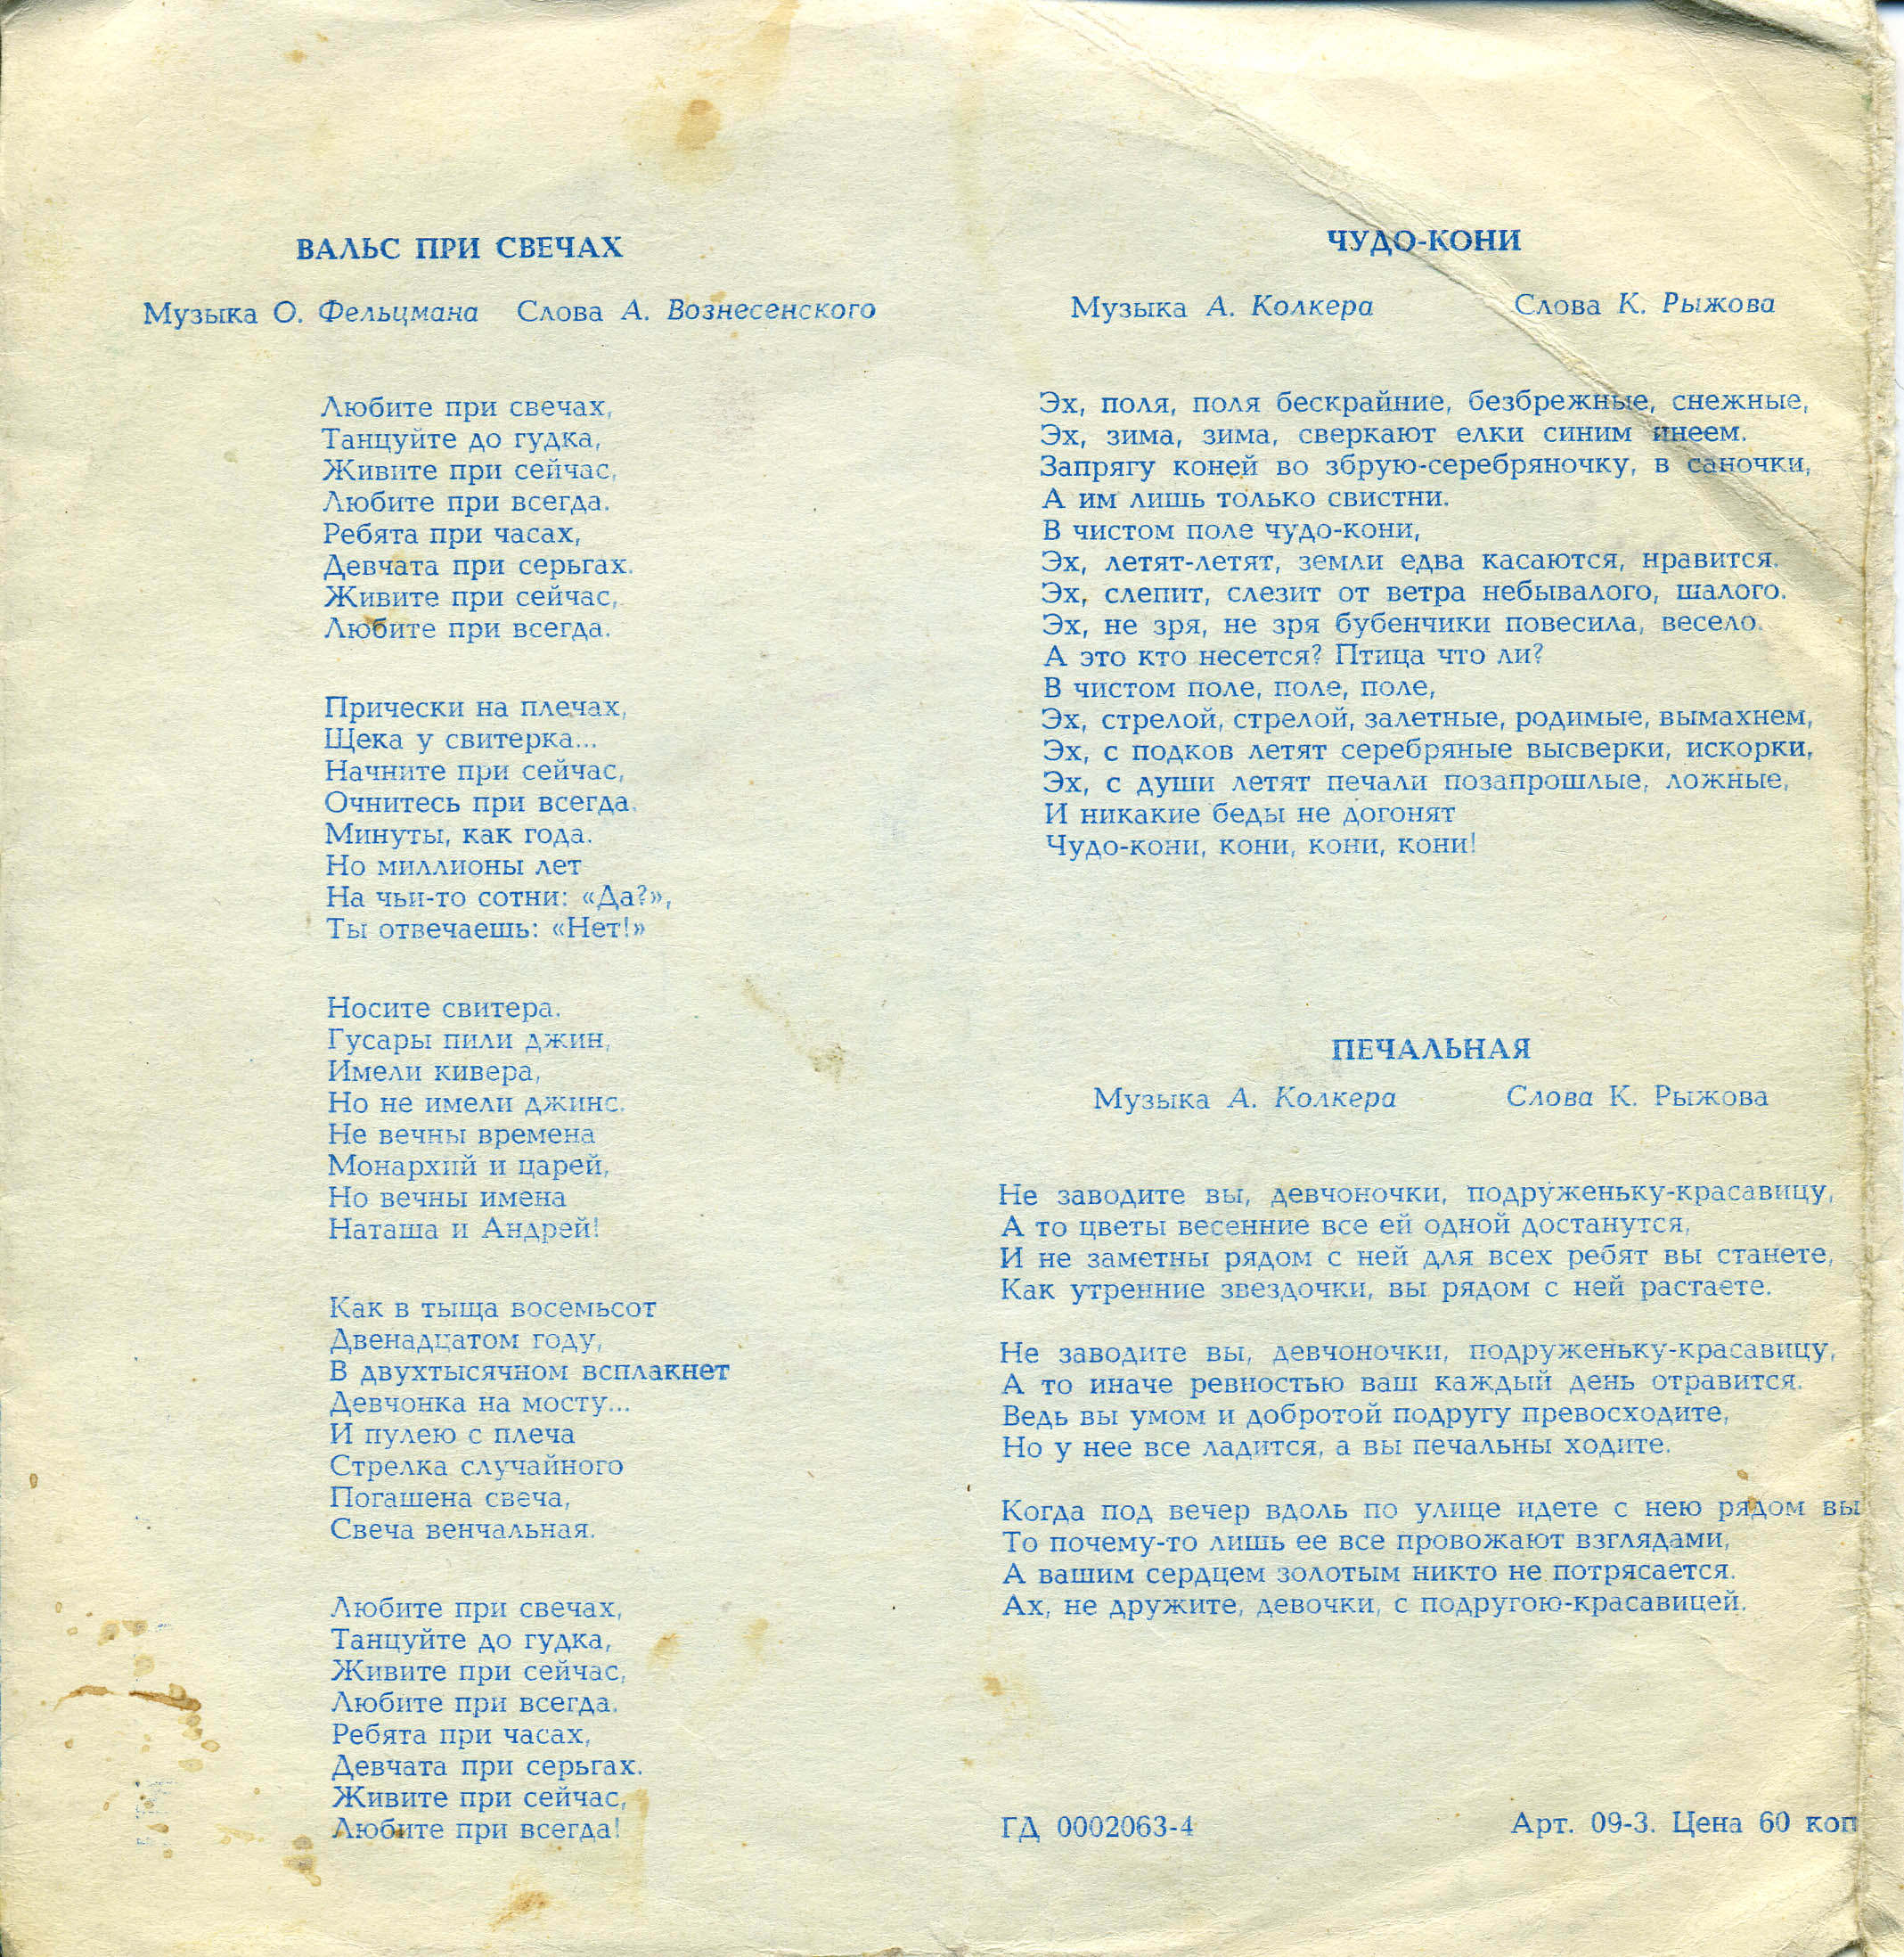 ВАЛЬС ПРИ СВЕЧАХ
Музыка О. Фельцмана Слова А. Вознесенского
Любите при свечах,
Танцуйте до гудка,
Живите при сейчас,
Любите при всегда.
Ребята при часах,
Девчата при серьгах.
Живите при сейчас,
Любите при всегда.
Прически на плечах,
Щека у свитерка...
Начните при сейчас,
Очнитесь при всегда.
Минуты, как года.
Но миллионы лет
На чьи-то сотни: «Да?»,
Ты отвечаешь: «Нет!»
Носите свитера.
Гусары пили джин,
Имели кивера,
Но не имели джинс.
Не вечны времена
Монархий и царей,
Но вечны имена
Наташа и Андрей!
Как в тыща восемьсот
Двенадцатом году,
В двухтысячном всплакнет
Девчонка на мосту...
И пулею с плеча
Стрелка случайного
Погашена свеча,
Свеча венчальная.
Любите при свечах,
Танцуйте до гудка,
Живите при сейчас,
Любите при всегда.
Ребята при часах,
Девчата при серьгах.
Живите при сейчас,
Любите при всегда!
ЧУДО-КОНИ
Музыка А. Колкера Слова К. Рыжова
Эх, поля, поля бескрайние, безбрежные, снежные,
Эх, зима, зима, сверкают елки синим инеем.
Запрягу коней во збрую-серебряночку, в саночки,
А им лишь только свистни.
В чистом поле чудо-кони,
Эх, летят-летят, земли едва касаются, нравится.
Эх, слепит, слезит от ветра небывалого, шалого.
Эх, не зря, не зря бубенчики повесила, весело.
А это кто несется? Птица что ли?
В чистом поле, поле, поле,
Эх, стрелой, стрелой, залетные, родимые, вымахнем,
Эх, с подков летят серебряные высверки, искорки,
Эх, с души летят печали позапрошлые, ложные,
И никакие беды не догонят
Чудо-кони, кони, кони, кони!
ПЕЧАЛЬНАЯ
Музыка А. Колкера Слова К. Рыжова
Не заводите вы, девчоночки, подруженьку-красавицу,
А то цветы весенние все ей одной достанутся,
И не заметны рядом с ней для всех ребят вы станете,
Как утренние звездочки, вы рядом с ней растаете.
Не заводите вы, девчоночки, подруженьку-красавицу,
А то иначе ревностью ваш каждый день отравится.
Ведь вы умом и добротой подругу превосходите,
Но у нее все ладится, а вы печальны ходите.
Когда под вечер вдоль по улице идете с нею рядом вы
То почему-то лишь ее все провожают взглядами,
А вашим сердцем золотым никто не потрясается.
Ах, не дружите, девочки, с подругою-красавицей.
ГД 0002063-4 Арт. 09-3. Цена 60 коп